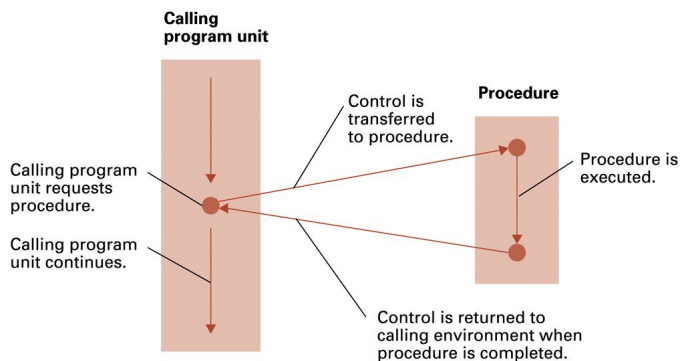 Calling
program unit
Control is
transferred
to procedure.
Procedure
Calling program
unit requests
procedure.
Procedure is
executed.
Calling program
unit continues.
Control is returned to
calling environment when
procedure is completed.